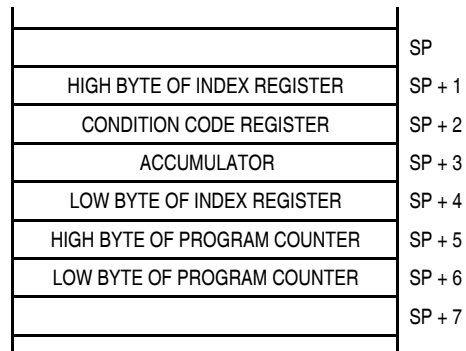 SP
HIGH BYTE OF INDEX REGISTER SP + 1
CONDITION CODE REGISTER SP + 2
ACCUMULATOR SP + 3
LOW BYTE OF INDEX REGISTER SP + 4
HIGH BYTE OF PROGRAM COUNTER SP + 5
LOW BYTE OF PROGRAM COUNTER SP + 6
SP + 7